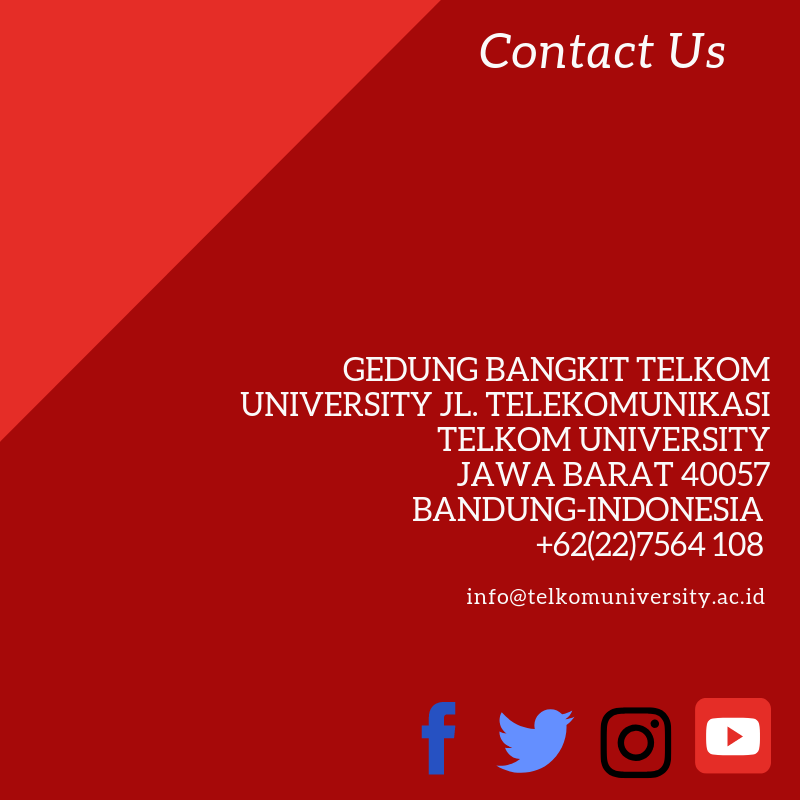 Contact Us
GEDUNG BANGKIT TELKOM
UNIVERSITY JL. TELEKOMUNIKASI
TELKOM UNIVERSITY
JAWA BARAT 40057
BANDUNG-INDONESIA
+62(22)7564 108
info@telkomuniversity.ac.id